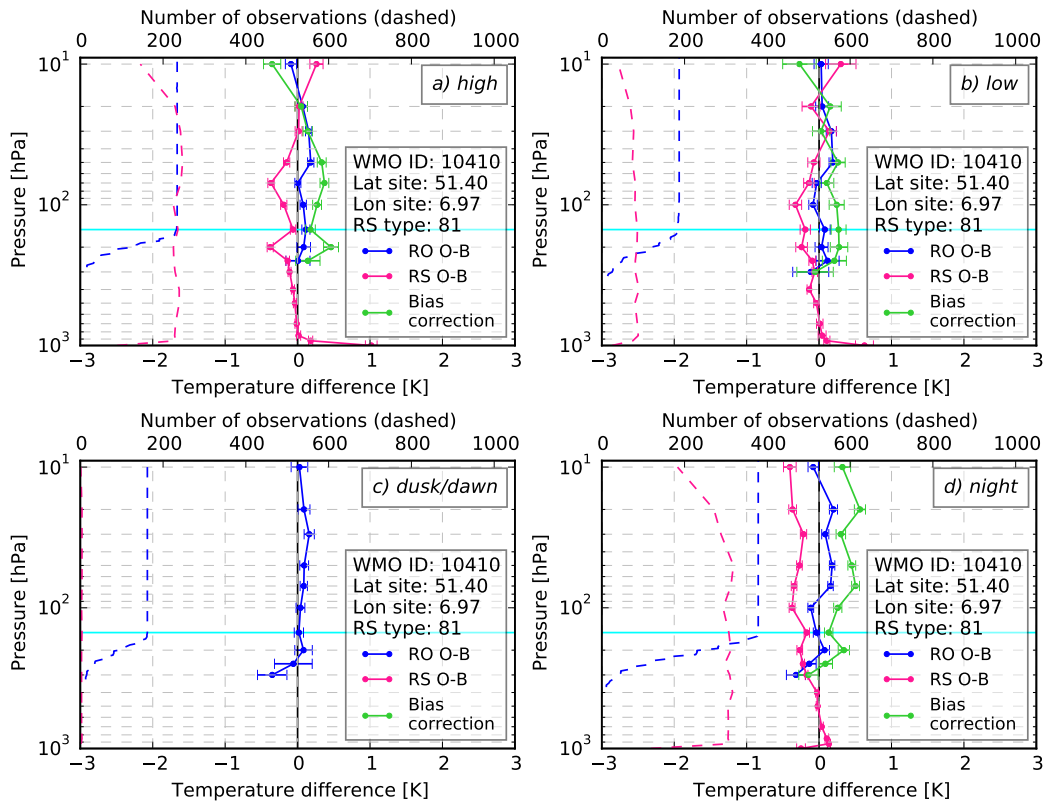 Number of observations (dashed)
0 200 400 600 800 1000
Pressure [hPa]
10¹
10²
10³
a) high
WMO ID: 10410
Lat site: 51.40
Lon site: 6.97
RS type: 81
RO O-B
RS O-B
Bias
correction
−3 −2 −1 0 1 2 3
Temperature difference [K]
Number of observations (dashed)
0 200 400 600 800 1000
Pressure [hPa]
10¹
10²
10³
b) low
WMO ID: 10410
Lat site: 51.40
Lon site: 6.97
RS type: 81
RO O-B
RS O-B
Bias
correction
−3 −2 −1 0 1 2 3
Temperature difference [K]
Number of observations (dashed)
0 200 400 600 800 1000
Pressure [hPa]
10¹
10²
10³
c) dusk/dawn
WMO ID: 10410
Lat site: 51.40
Lon site: 6.97
RS type: 81
RO O-B
RS O-B
Bias
correction
−3 −2 −1 0 1 2 3
Temperature difference [K]
Number of observations (dashed)
0 200 400 600 800 1000
Pressure [hPa]
10¹
10²
10³
d) night
WMO ID: 10410
Lat site: 51.40
Lon site: 6.97
RS type: 81
RO O-B
RS O-B
Bias
correction
−3 −2 −1 0 1 2 3
Temperature difference [K]